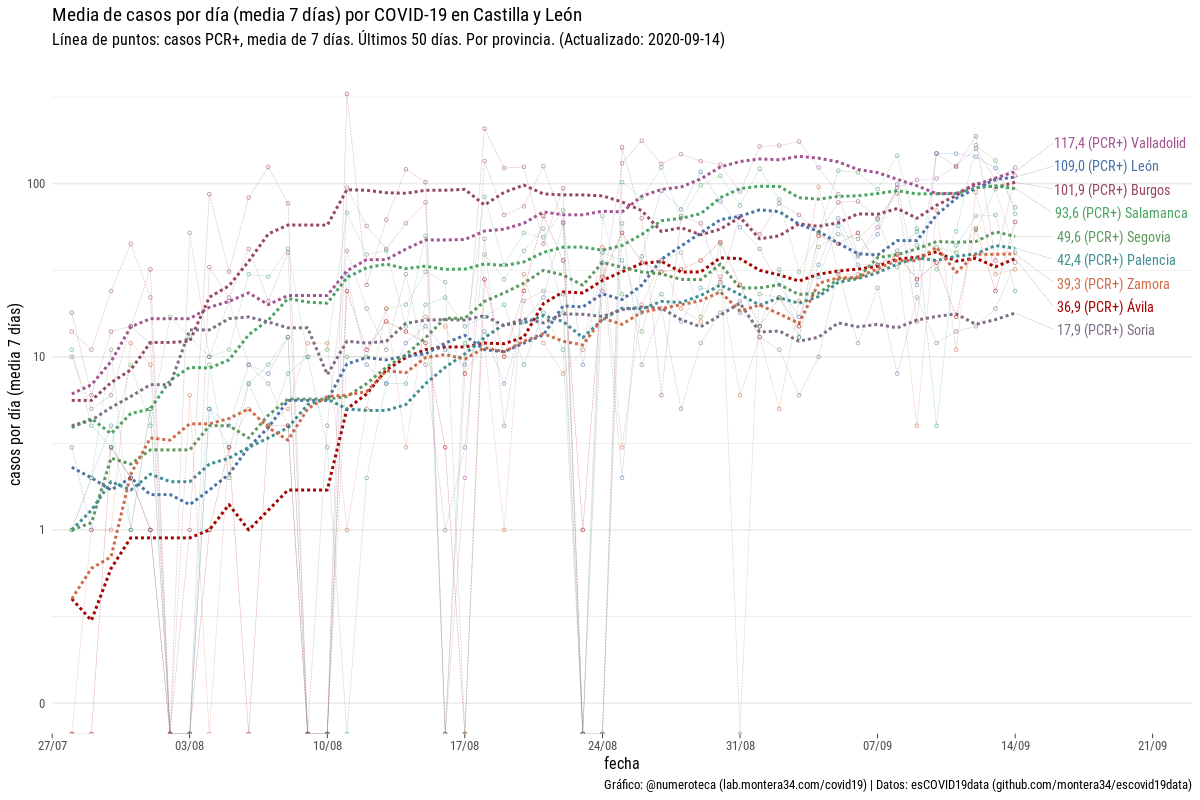 Media de casos por día (media 7 días) por COVID-19 en Castilla y León
Línea de puntos: casos PCR+, media de 7 días. Últimos 50 días. Por provincia. (Actualizado: 2020-09-14)
casos por día (media 7 días)
100
10
1
0
117,4 (PCR+) Valladolid
109,0 (PCR+) León
101,9 (PCR+) Burgos
93,6 (PCR+) Salamanca
49,6 (PCR+) Segovia
42,4 (PCR+) Palencia
39,3 (PCR+) Zamora
36,9 (PCR+) Ávila
17,9 (PCR+) Soria
27/07 03/08 10/08 17/08 24/08 31/08 07/09 14/09 21/09
fecha
Gráfico: @numeroteca (lab.montera34.com/covid19) | Datos: esCOVID19data (github.com/montera34/escovid19data)